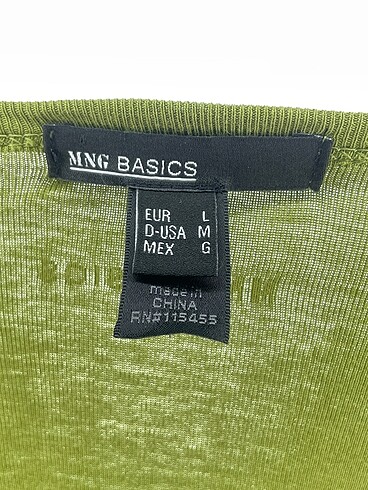 MNG BASICS
EUR L
D-USA M
MEX G
made in
CHINA
RN#115455